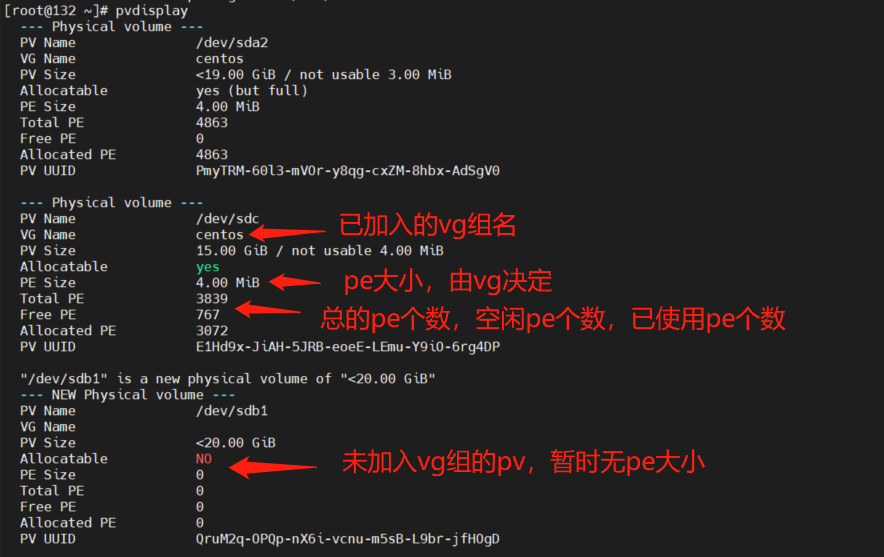 [root@132 ~]# pvdisplay
--- Physical volume ---
PV Name /dev/sda2
VG Name centos
PV Size <19.00 GiB / not usable 3.00 MiB
Allocatable yes (but full)
PE Size 4.00 MiB
Total PE 4863
Free PE 0
Allocated PE 4863
PV UUID PmyTRM-60l3-mVOr-y8qg-cxZM-8hbx-AdSgV0
--- Physical volume ---
PV Name /dev/sdc
VG Name centos 已加入的vg组名
PV Size 15.00 GiB / not usable 4.00 MiB
Allocatable yes
PE Size 4.00 MiB pe大小，由vg决定
Total PE 3839
Free PE 767 总的pe个数，空闲pe个数，已使用pe个数
Allocated PE 3072
PV UUID E1Hd9x-JiAH-5JRB-eoeE-LEmu-Y9iO-6rg4DP
"/dev/sdb1" is a new physical volume of "<20.00 GiB"
--- NEW Physical volume ---
PV Name /dev/sdb1
VG Name
PV Size <20.00 GiB
Allocatable NO 未加入vg组的pv，暂时无pe大小
PE Size 0
Total PE 0
Free PE 0
Allocated PE 0
PV UUID QruM2q-OPQp-nX6i-vcnu-m5sB-L9br-jfHOgD